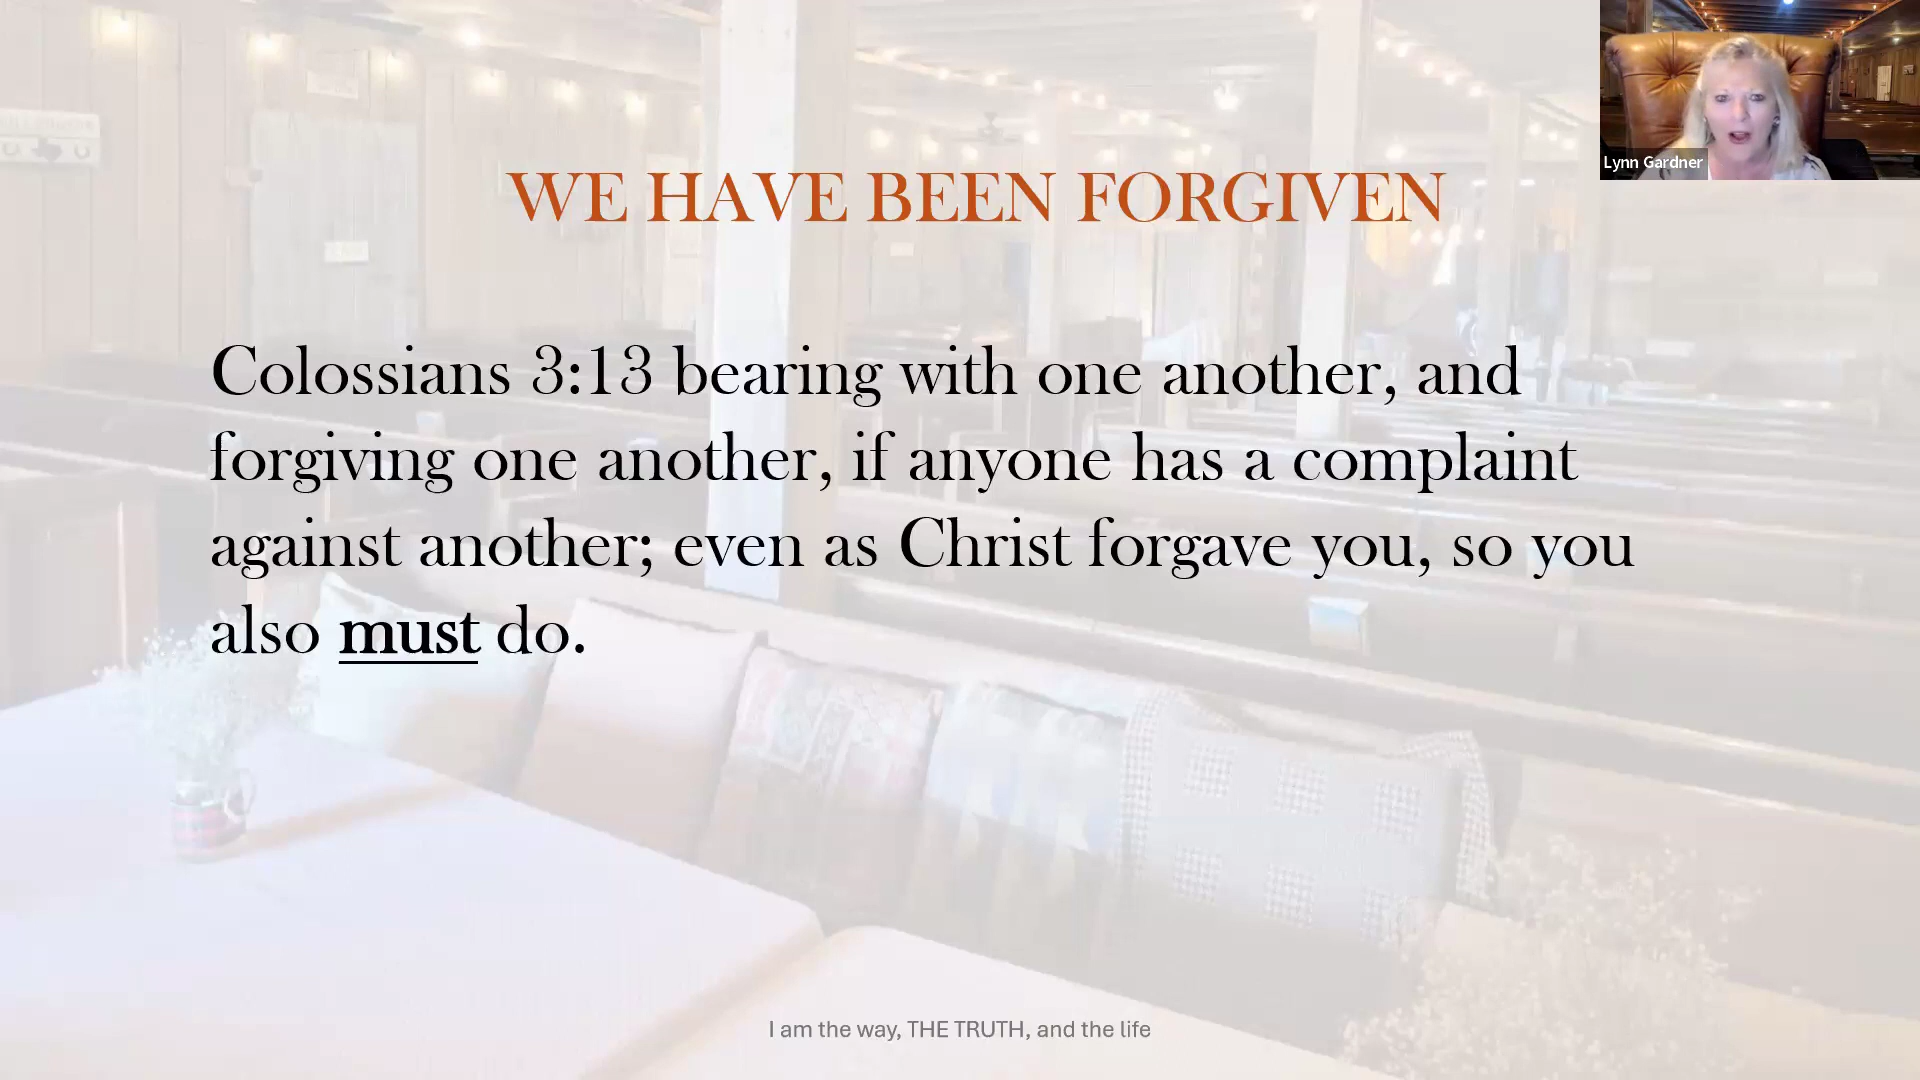 Lynn Gardner
WE HAVE BEEN FORGIVEN
Colossians 3:13 bearing with one another, and
forgiving one another, if anyone has a complaint
against another; even as Christ forgave you, so you
also must do.
I am the way, THE TRUTH, and the life